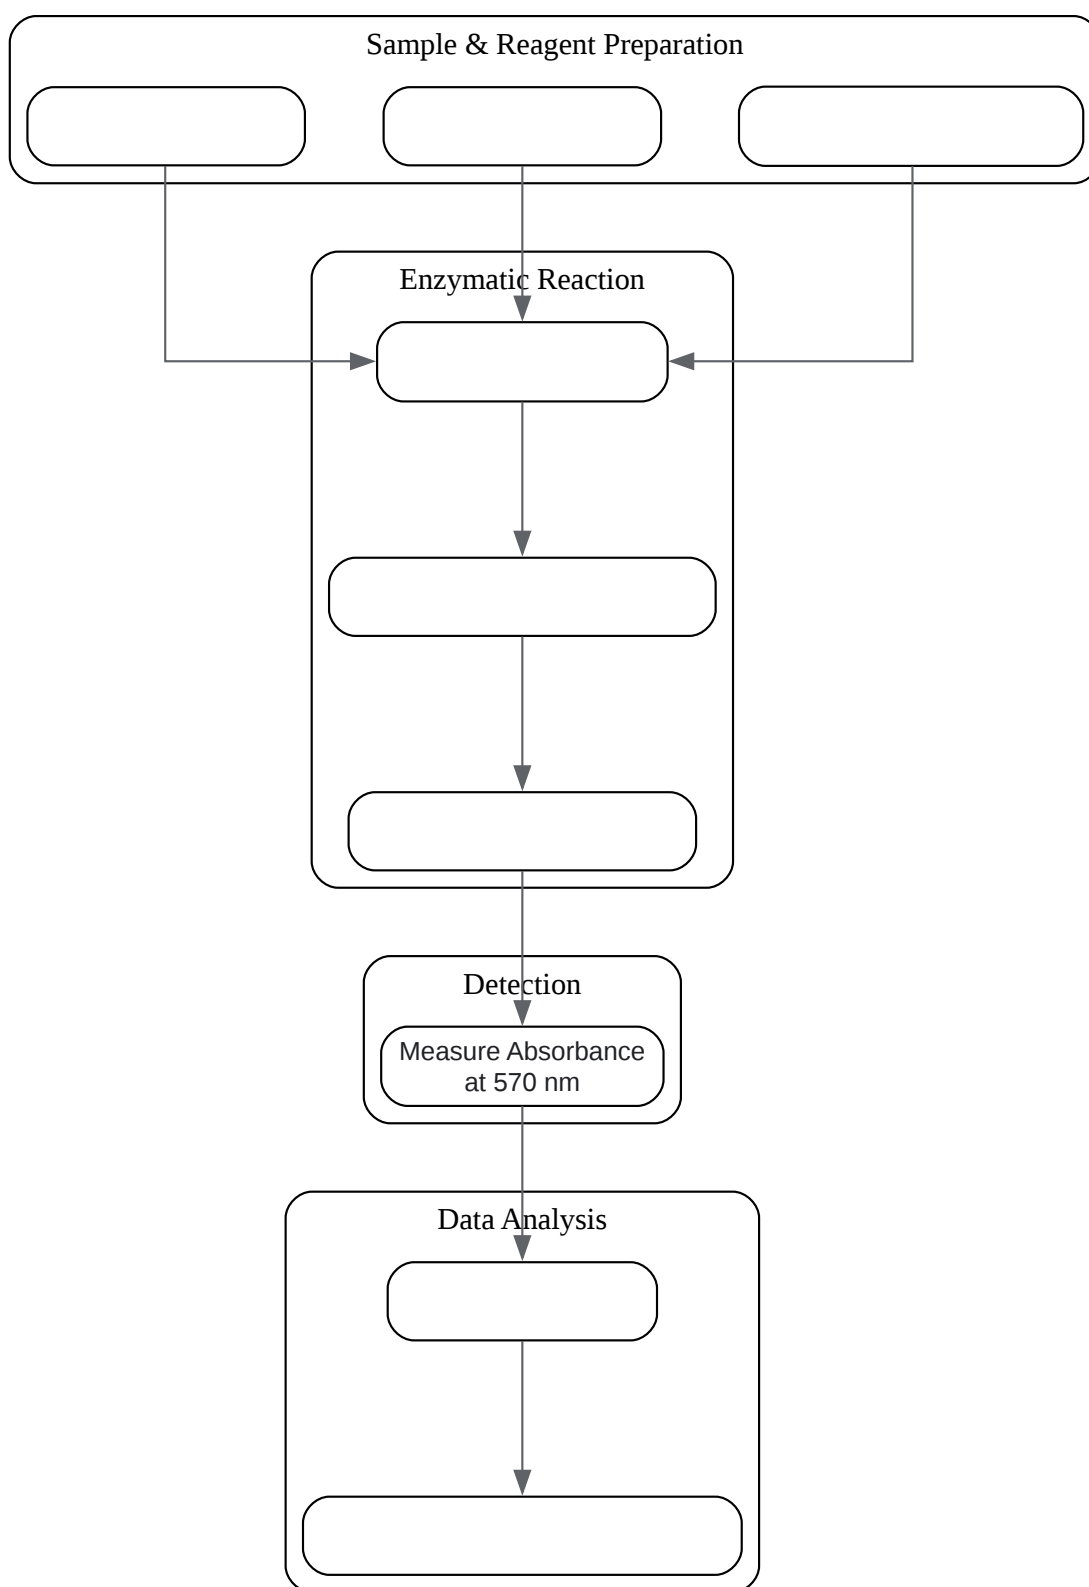 Sample & Reagent Preparation
Enzymatic Reaction
Detection
Measure Absorbance
at 570 nm
Data Analysis